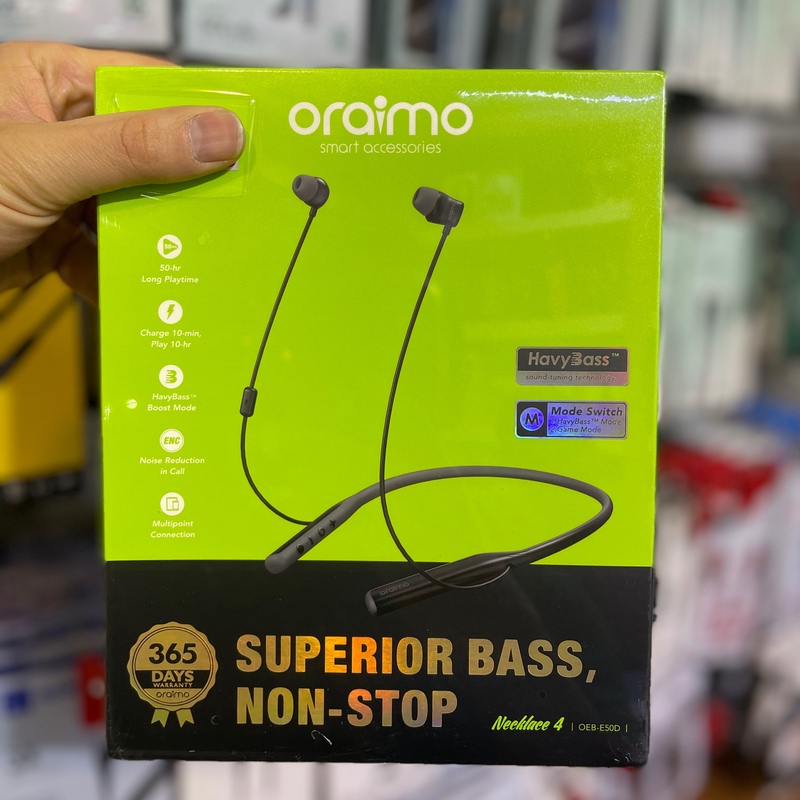 oraimo
smart accessories
50-hr
Long Playtime
Charge 10-min,
Play 10-hr
HavyBass™
Boost Mode
ENC
Noise Reduction
in Call
Multipoint
Connection
HavyBass™
sound-tuning technology
M
Mode Switch
HavyBass™ Mode
Game Mode
oraimo
365
DAYS
WARRANTY
oraimo
SUPERIOR BASS,
NON-STOP
Necklace 4 | OEB-E50D |